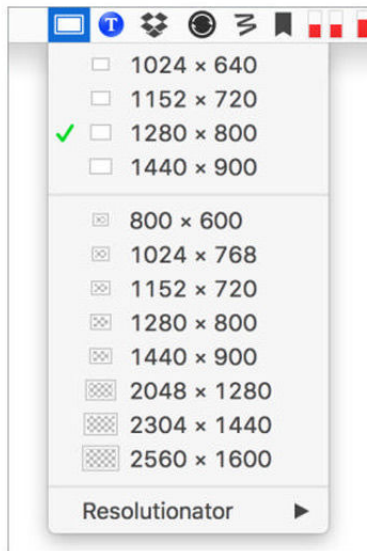 T
1024 × 640
1152 × 720
1280 × 800
1440 × 900
800 × 600
1024 × 768
1152 × 720
1280 × 800
1440 × 900
2048 × 1280
2304 × 1440
2560 × 1600
Resolutionator